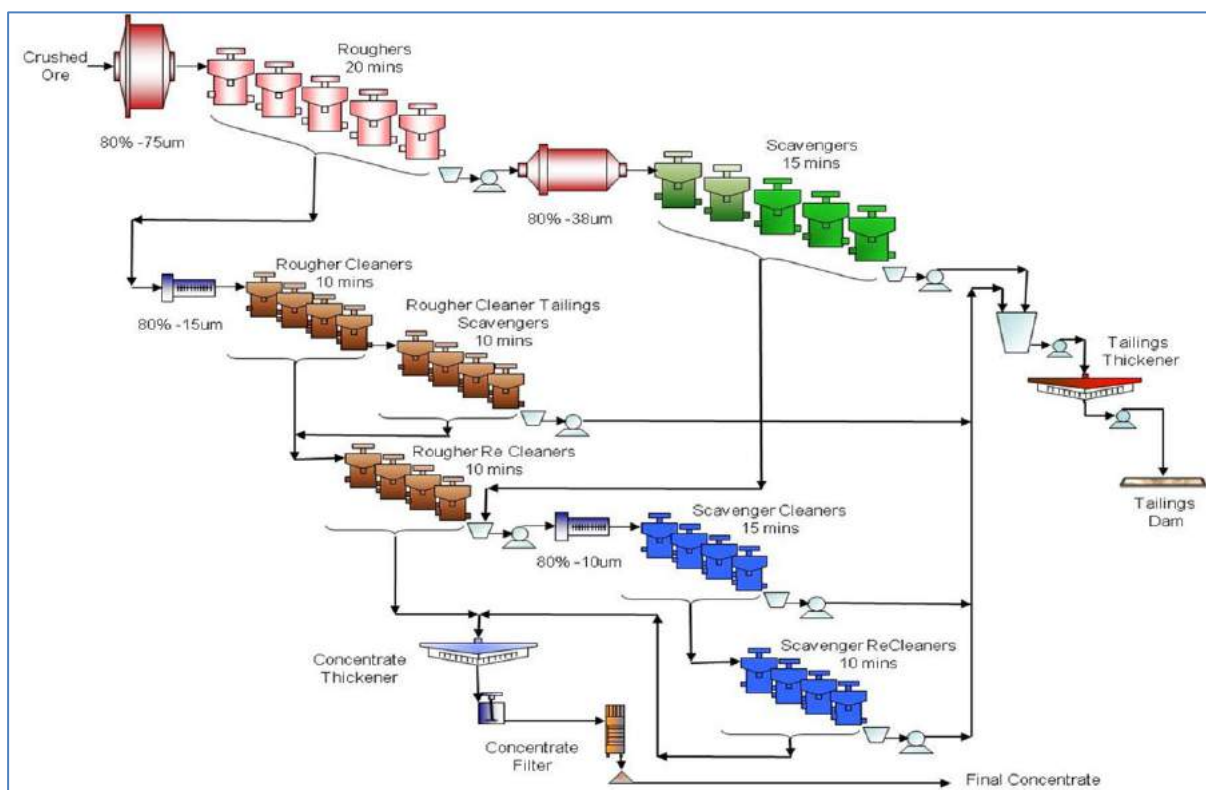 Crushed
Ore
80% -75um
Roughers
20 mins
80% -38um
Scavengers
15 mins
Rougher Cleaners
10 mins
80% -15um
Rougher Cleaner Tailings
Scavengers
10 mins
Tailings
Thickener
Rougher Re Cleaners
10 mins
Tailings
Dam
Scavenger Cleaners
15 mins
80% -10um
Scavenger ReCleaners
10 mins
Concentrate
Thickener
Concentrate
Filter
Final Concentrate